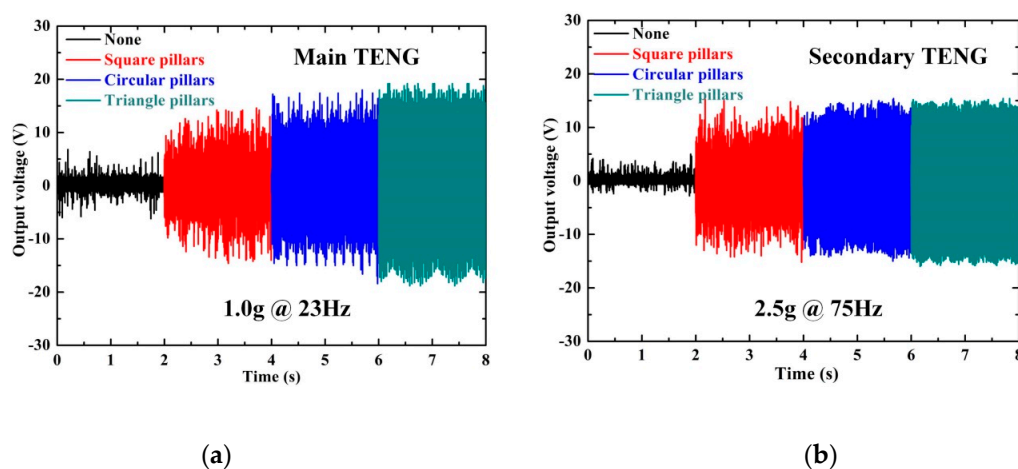 None
Square pillars
Circular pillars
Triangle pillars
Main TENG
1.0g @ 23Hz
Output voltage (V)
30
20
10
0
-10
-20
-30
0 1 2 3 4 5 6 7 8
Time (s)
(a)
None
Square pillars
Circular pillars
Triangle pillars
Secondary TENG
2.5g @ 75Hz
Output voltage (V)
30
20
10
0
-10
-20
-30
0 1 2 3 4 5 6 7 8
Time (s)
(b)